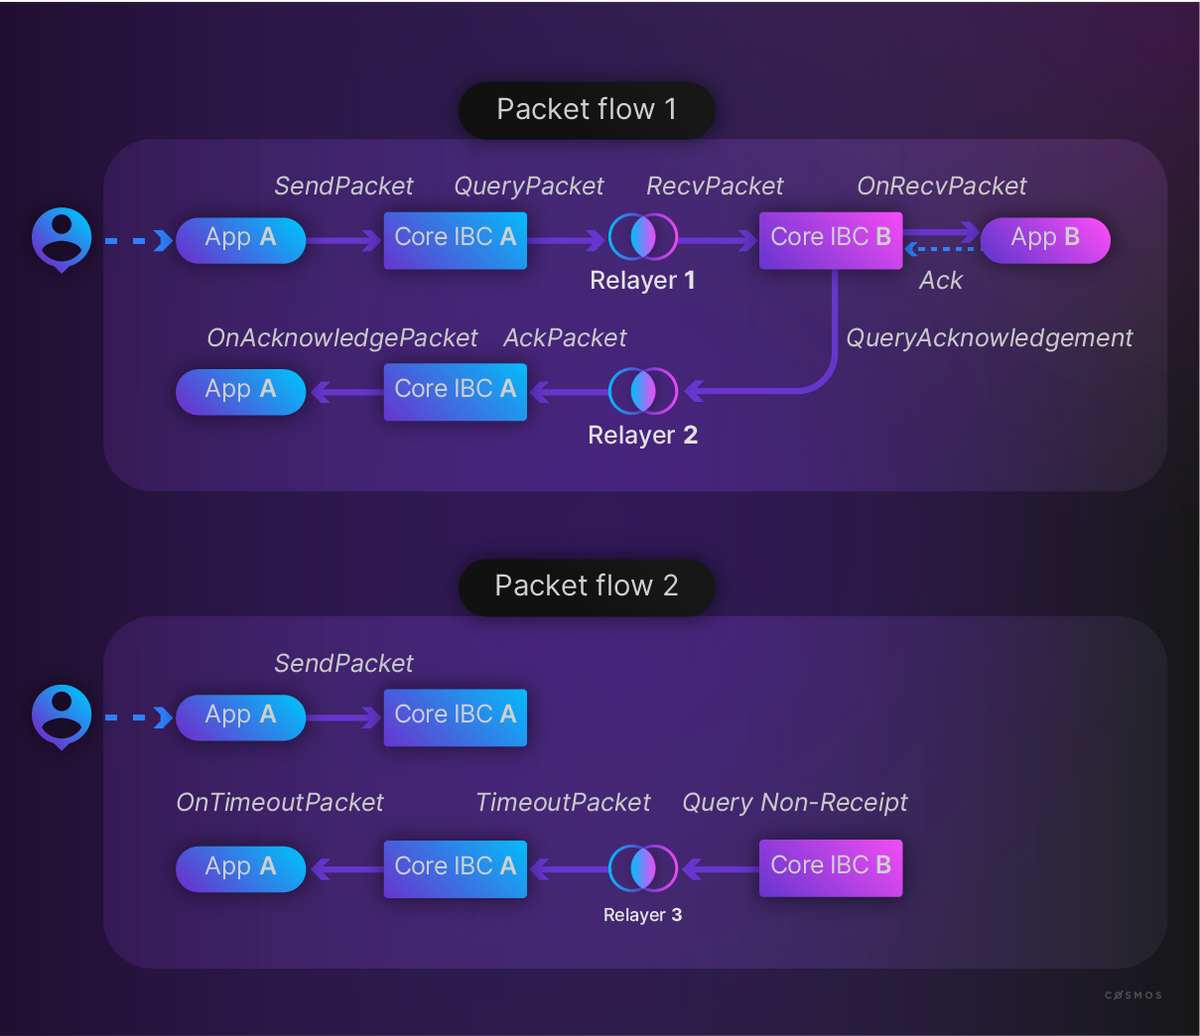 Packet flow 1
SendPacket QueryPacket RecvPacket OnRecvPacket
App A Core IBC A Core IBC B App B
Relayer 1 Ack
OnAcknowledgePacket AckPacket QueryAcknowledgement
App A Core IBC A
Relayer 2
Packet flow 2
SendPacket
App A Core IBC A
OnTimeoutPacket TimeoutPacket Query Non-Receipt
App A Core IBC A Core IBC B
Relayer 3
CØSMOS